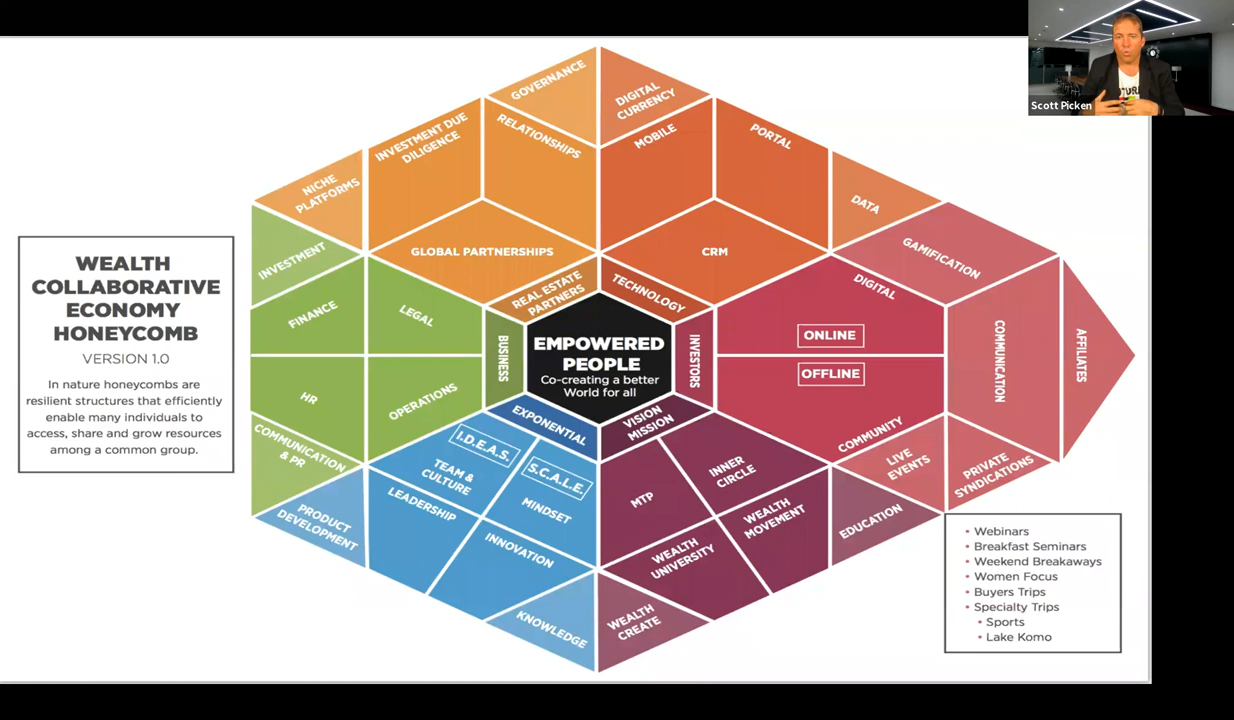 Scott Picken
WEALTH
COLLABORATIVE
ECONOMY
HONEYCOMB
VERSION 1.0
In nature honeycombs are
resilient structures that efficiently
enable many individuals to
access, share and grow resources
among a common group.
GOVERNANCE
DIGITAL
CURRENCY
INVESTMENT DUE
DILIGENCE
RELATIONSHIPS
MOBILE
PORTAL
NICHE
PLATFORMS
DATA
INVESTMENT
GLOBAL PARTNERSHIPS
CRM
GAMIFICATION
REAL ESTATE
PARTNERS
TECHNOLOGY
DIGITAL
FINANCE
LEGAL
BUSINESS
EMPOWERED
PEOPLE
Co-creating a better
World for all
INVESTORS
ONLINE
OFFLINE
COMMUNICATION
AFFILIATES
HR
OPERATIONS
EXPONENTIAL
VISION
MISSION
COMMUNITY
COMMUNICATION
& PR
I.D.E.A.S.
S.C.A.L.E.
TEAM &
CULTURE
MINDSET
MTP
INNER
CIRCLE
LIVE
EVENTS
PRIVATE
SYNDICATIONS
PRODUCT
DEVELOPMENT
LEADERSHIP
INNOVATION
WEALTH
UNIVERSITY
WEALTH
MOVEMENT
EDUCATION
KNOWLEDGE
WEALTH
CREATE
• Webinars
• Breakfast Seminars
• Weekend Breakaways
• Women Focus
• Buyers Trips
• Specialty Trips
• Sports
• Lake Komo